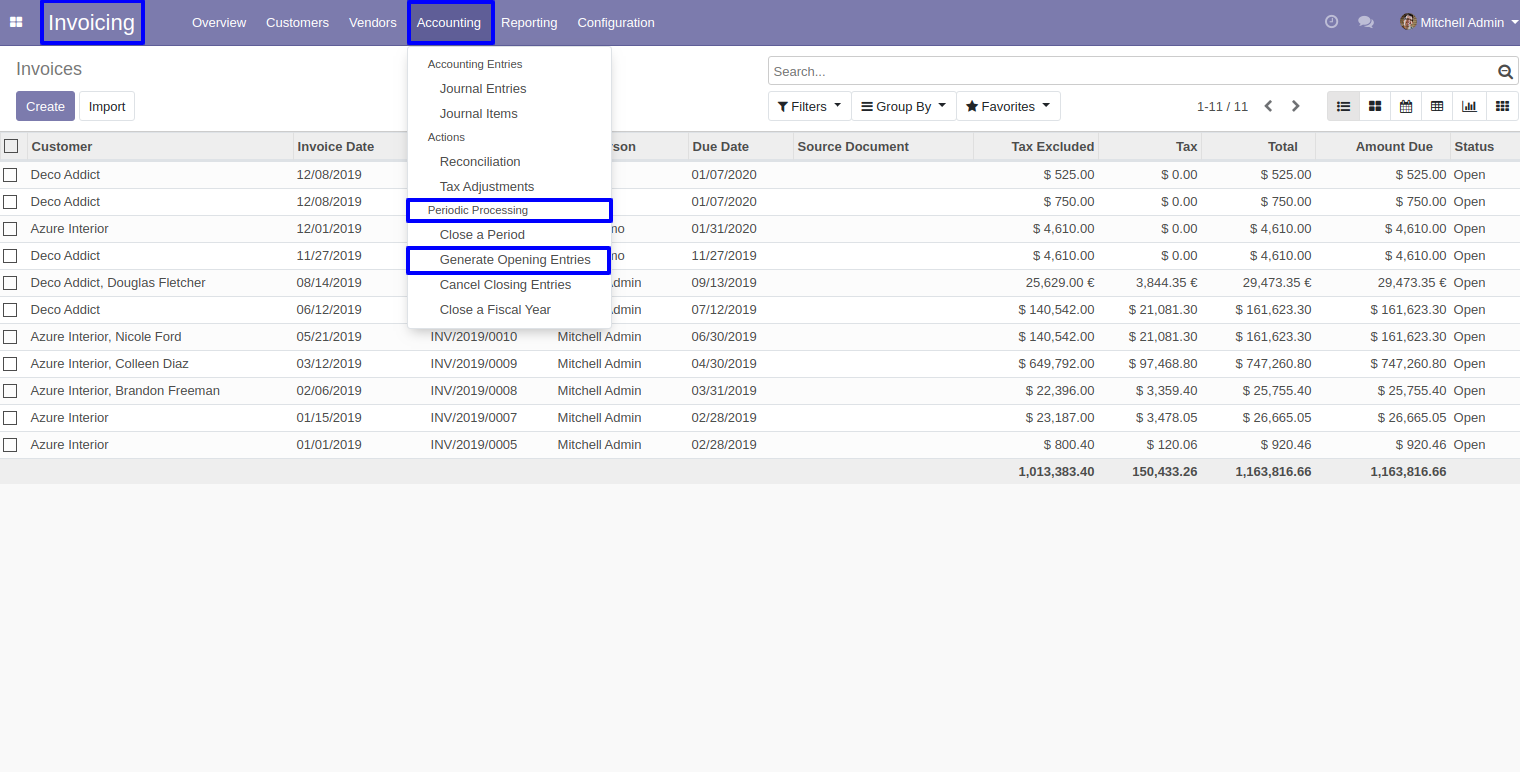 Invoicing Overview Customers Vendors Accounting Reporting Configuration Mitchell Admin
Invoices
Search...
Create Import
Filters Group By Favorites 1-11 / 11
Accounting Entries
Journal Entries
Journal Items
Actions
Reconciliation
Tax Adjustments
Periodic Processing
Close a Period
Generate Opening Entries
Cancel Closing Entries
Close a Fiscal Year
Customer Invoice Date son Due Date Source Document Tax Excluded Tax Total Amount Due Status
Deco Addict 12/08/2019 01/07/2020 $ 525.00 $ 0.00 $ 525.00 $ 525.00 Open
Deco Addict 12/08/2019 01/07/2020 $ 750.00 $ 0.00 $ 750.00 $ 750.00 Open
Azure Interior 12/01/2019 mo 01/31/2020 $ 4,610.00 $ 0.00 $ 4,610.00 $ 4,610.00 Open
Deco Addict 11/27/2019 mo 11/27/2019 $ 4,610.00 $ 0.00 $ 4,610.00 $ 4,610.00 Open
Deco Addict, Douglas Fletcher 08/14/2019 dmin 09/13/2019 25,629.00 € 3,844.35 € 29,473.35 € 29,473.35 € Open
Deco Addict 06/12/2019 dmin 07/12/2019 $ 140,542.00 $ 21,081.30 $ 161,623.30 $ 161,623.30 Open
Azure Interior, Nicole Ford 05/21/2019 INV/2019/0010 Mitchell Admin 06/30/2019 $ 140,542.00 $ 21,081.30 $ 161,623.30 $ 161,623.30 Open
Azure Interior, Colleen Diaz 03/12/2019 INV/2019/0009 Mitchell Admin 04/30/2019 $ 649,792.00 $ 97,468.80 $ 747,260.80 $ 747,260.80 Open
Azure Interior, Brandon Freeman 02/06/2019 INV/2019/0008 Mitchell Admin 03/31/2019 $ 22,396.00 $ 3,359.40 $ 25,755.40 $ 25,755.40 Open
Azure Interior 01/15/2019 INV/2019/0007 Mitchell Admin 02/28/2019 $ 23,187.00 $ 3,478.05 $ 26,665.05 $ 26,665.05 Open
Azure Interior 01/01/2019 INV/2019/0005 Mitchell Admin 02/28/2019 $ 800.40 $ 120.06 $ 920.46 $ 920.46 Open
1,013,383.40 150,433.26 1,163,816.66 1,163,816.66